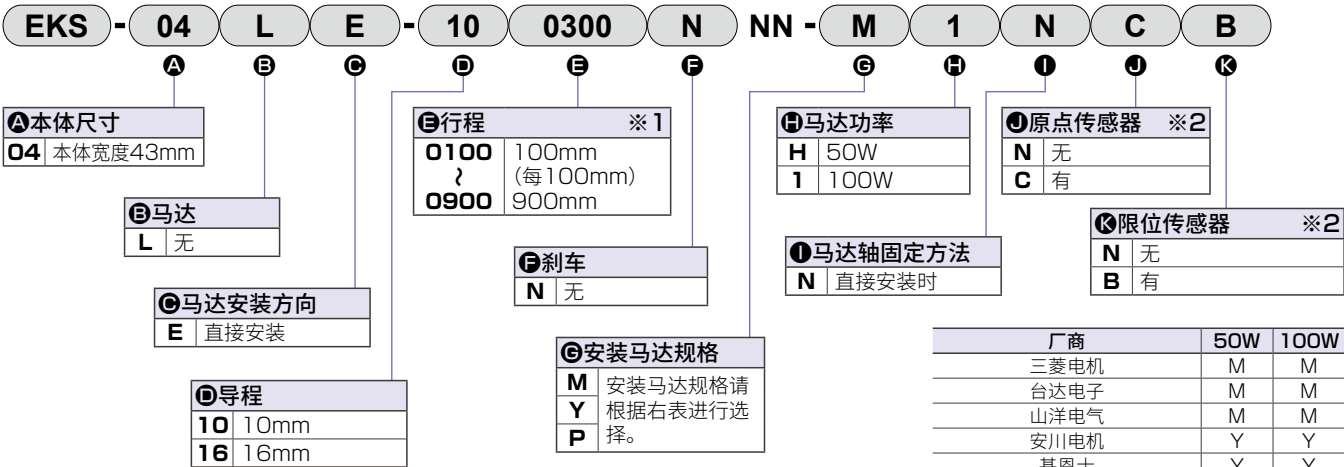 EKS - 04 L E - 10 0300 N NN - M 1 N C B
Ⓐ Ⓑ Ⓒ Ⓓ Ⓔ Ⓕ Ⓖ Ⓗ Ⓘ Ⓙ Ⓚ
Ⓐ本体尺寸
04 本体宽度43mm
Ⓑ马达
L 无
Ⓒ马达安装方向
E 直接安装
Ⓓ导程
10 10mm
16 16mm
Ⓔ行程 ※1
0100 100mm
~ (每100mm)
0900 900mm
Ⓕ刹车
N 无
Ⓖ安装马达规格
M 安装马达规格请
Y 根据右表进行选
P 择。
Ⓗ马达功率
H 50W
1 100W
Ⓘ马达轴固定方法
N 直接安装时
Ⓙ原点传感器 ※2
N 无
C 有
Ⓚ限位传感器 ※2
N 无
B 有
厂商 50W 100W
三菱电机 M M
台达电子 M M
山洋电气 M M
安川电机 Y Y
基恩士 Y Y